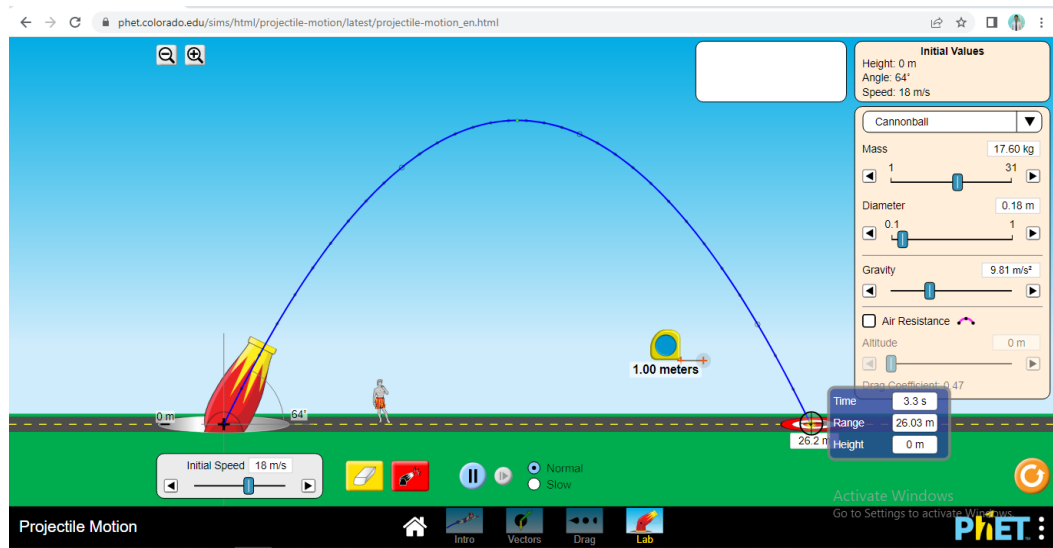 phet.colorado.edu/sims/html/projectile-motion/latest/projectile-motion_en.html
Initial Values
Height: 0 m
Angle: 64°
Speed: 18 m/s
Cannonball
Mass 17.60 kg
1 31
Diameter 0.18 m
0.1 1
Gravity 9.81 m/s²
Air Resistance
Altitude 0 m
Drag Coefficient: 0.47
1.00 meters
0 m
64°
26.2 m
Time 3.3 s
Range 26.03 m
Height 0 m
Initial Speed 18 m/s
Normal
Slow
Activate Windows
Go to Settings to activate Windows.
Projectile Motion
Intro
Vectors
Drag
Lab
PhET